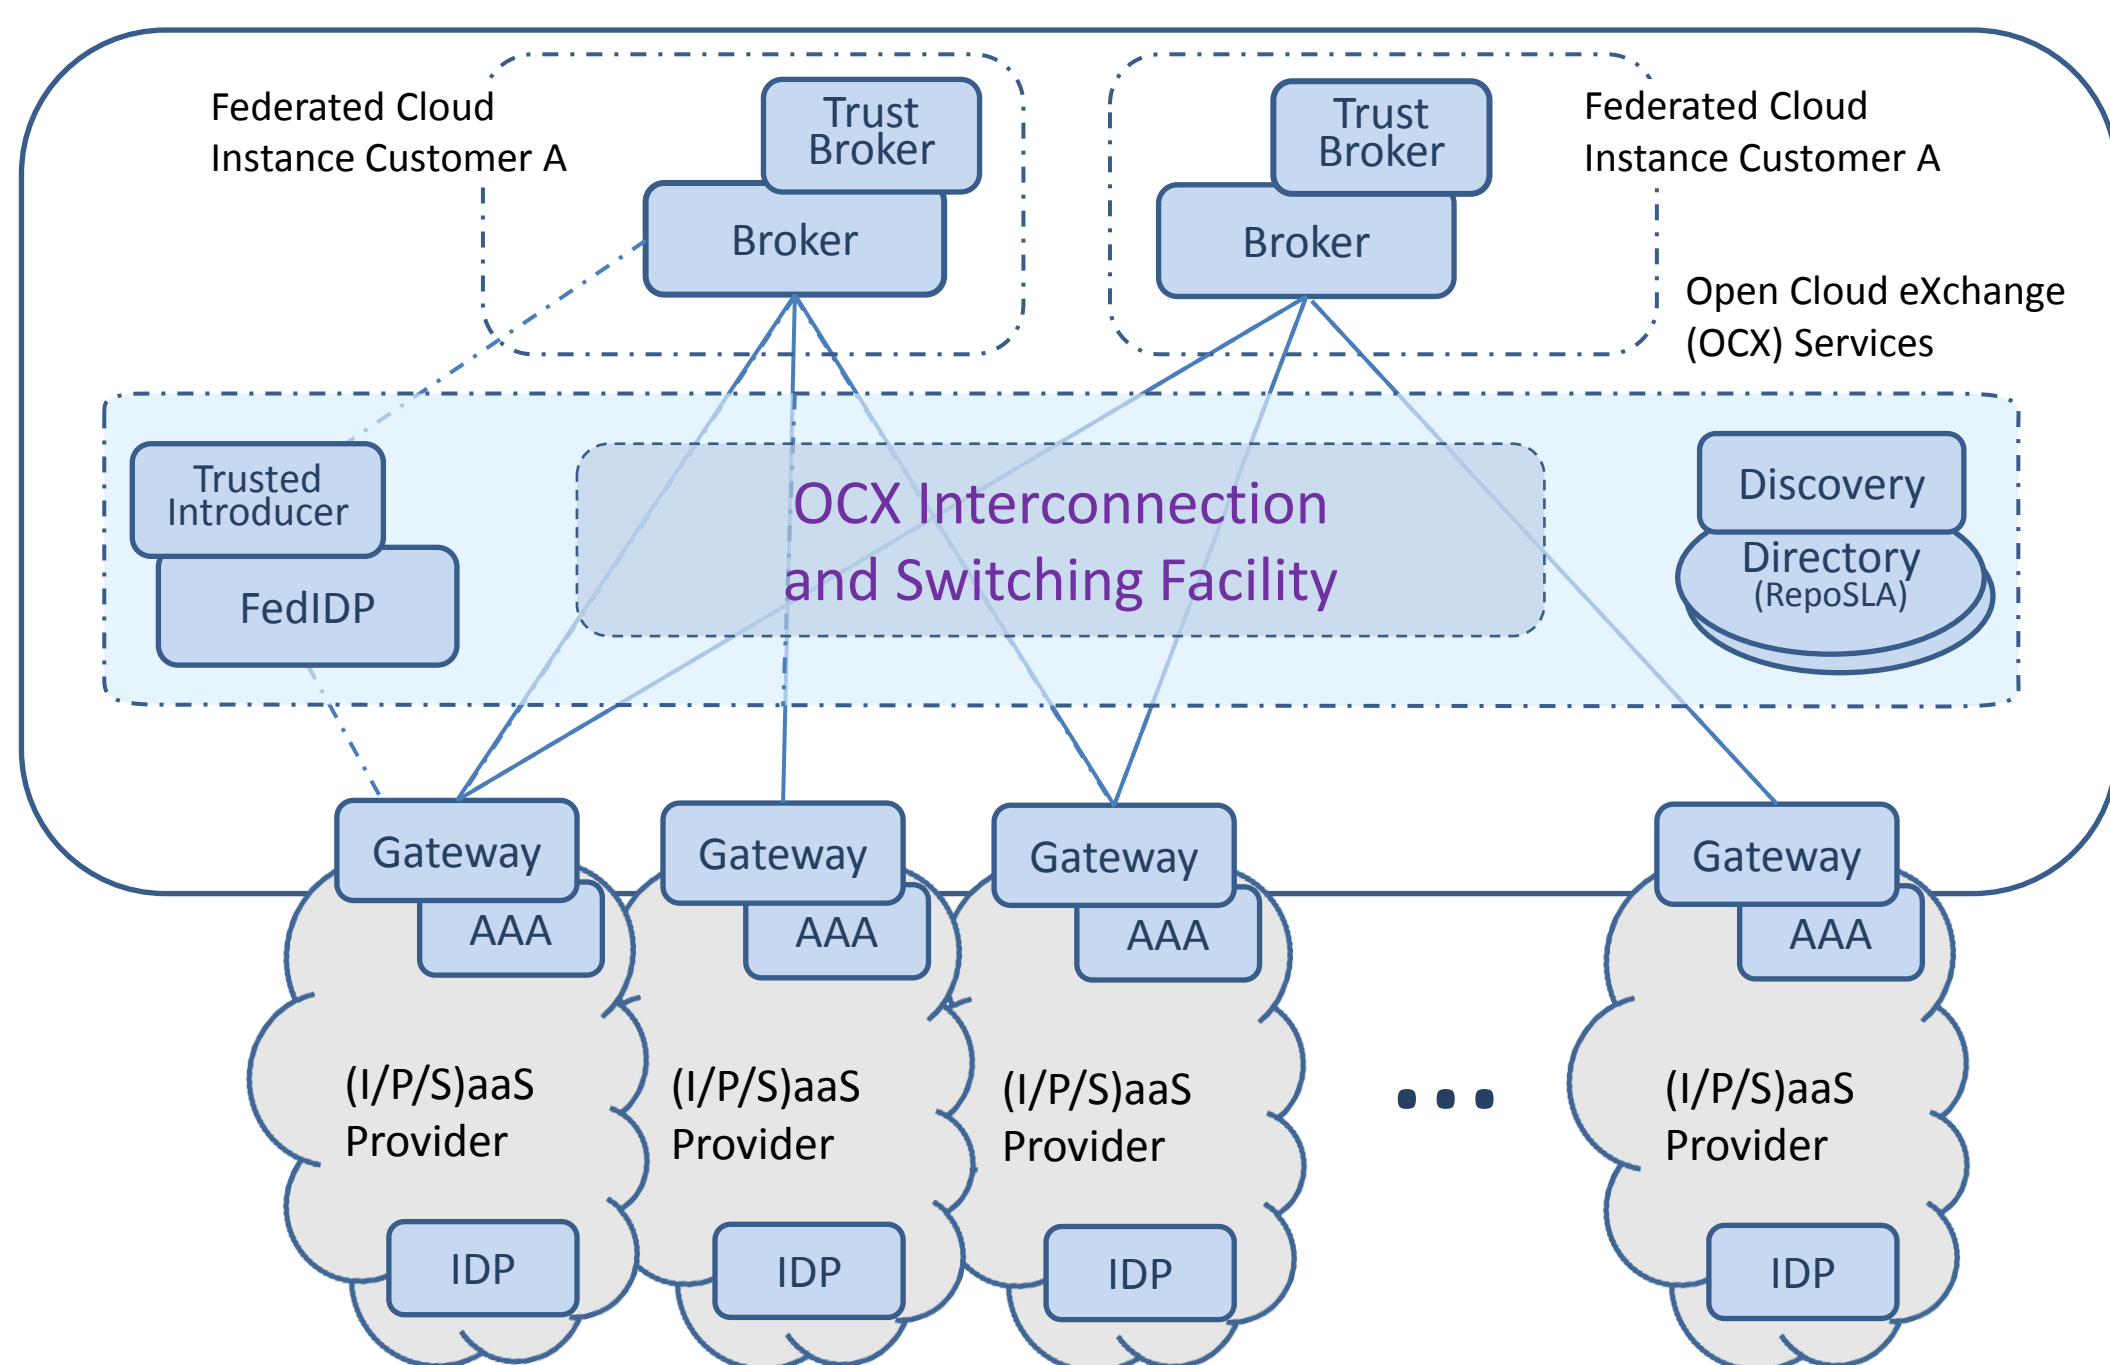 Federated Cloud
Instance Customer A
Trust
Broker
Broker
Trust
Broker
Broker
Federated Cloud
Instance Customer A
Open Cloud eXchange
(OCX) Services
Trusted
Introducer
FedIDP
OCX Interconnection
and Switching Facility
Discovery
Directory
(RepoSLA)
Gateway
AAA
(I/P/S)aaS
Provider
IDP
Gateway
AAA
(I/P/S)aaS
Provider
IDP
Gateway
AAA
(I/P/S)aaS
Provider
IDP
...
Gateway
AAA
(I/P/S)aaS
Provider
IDP